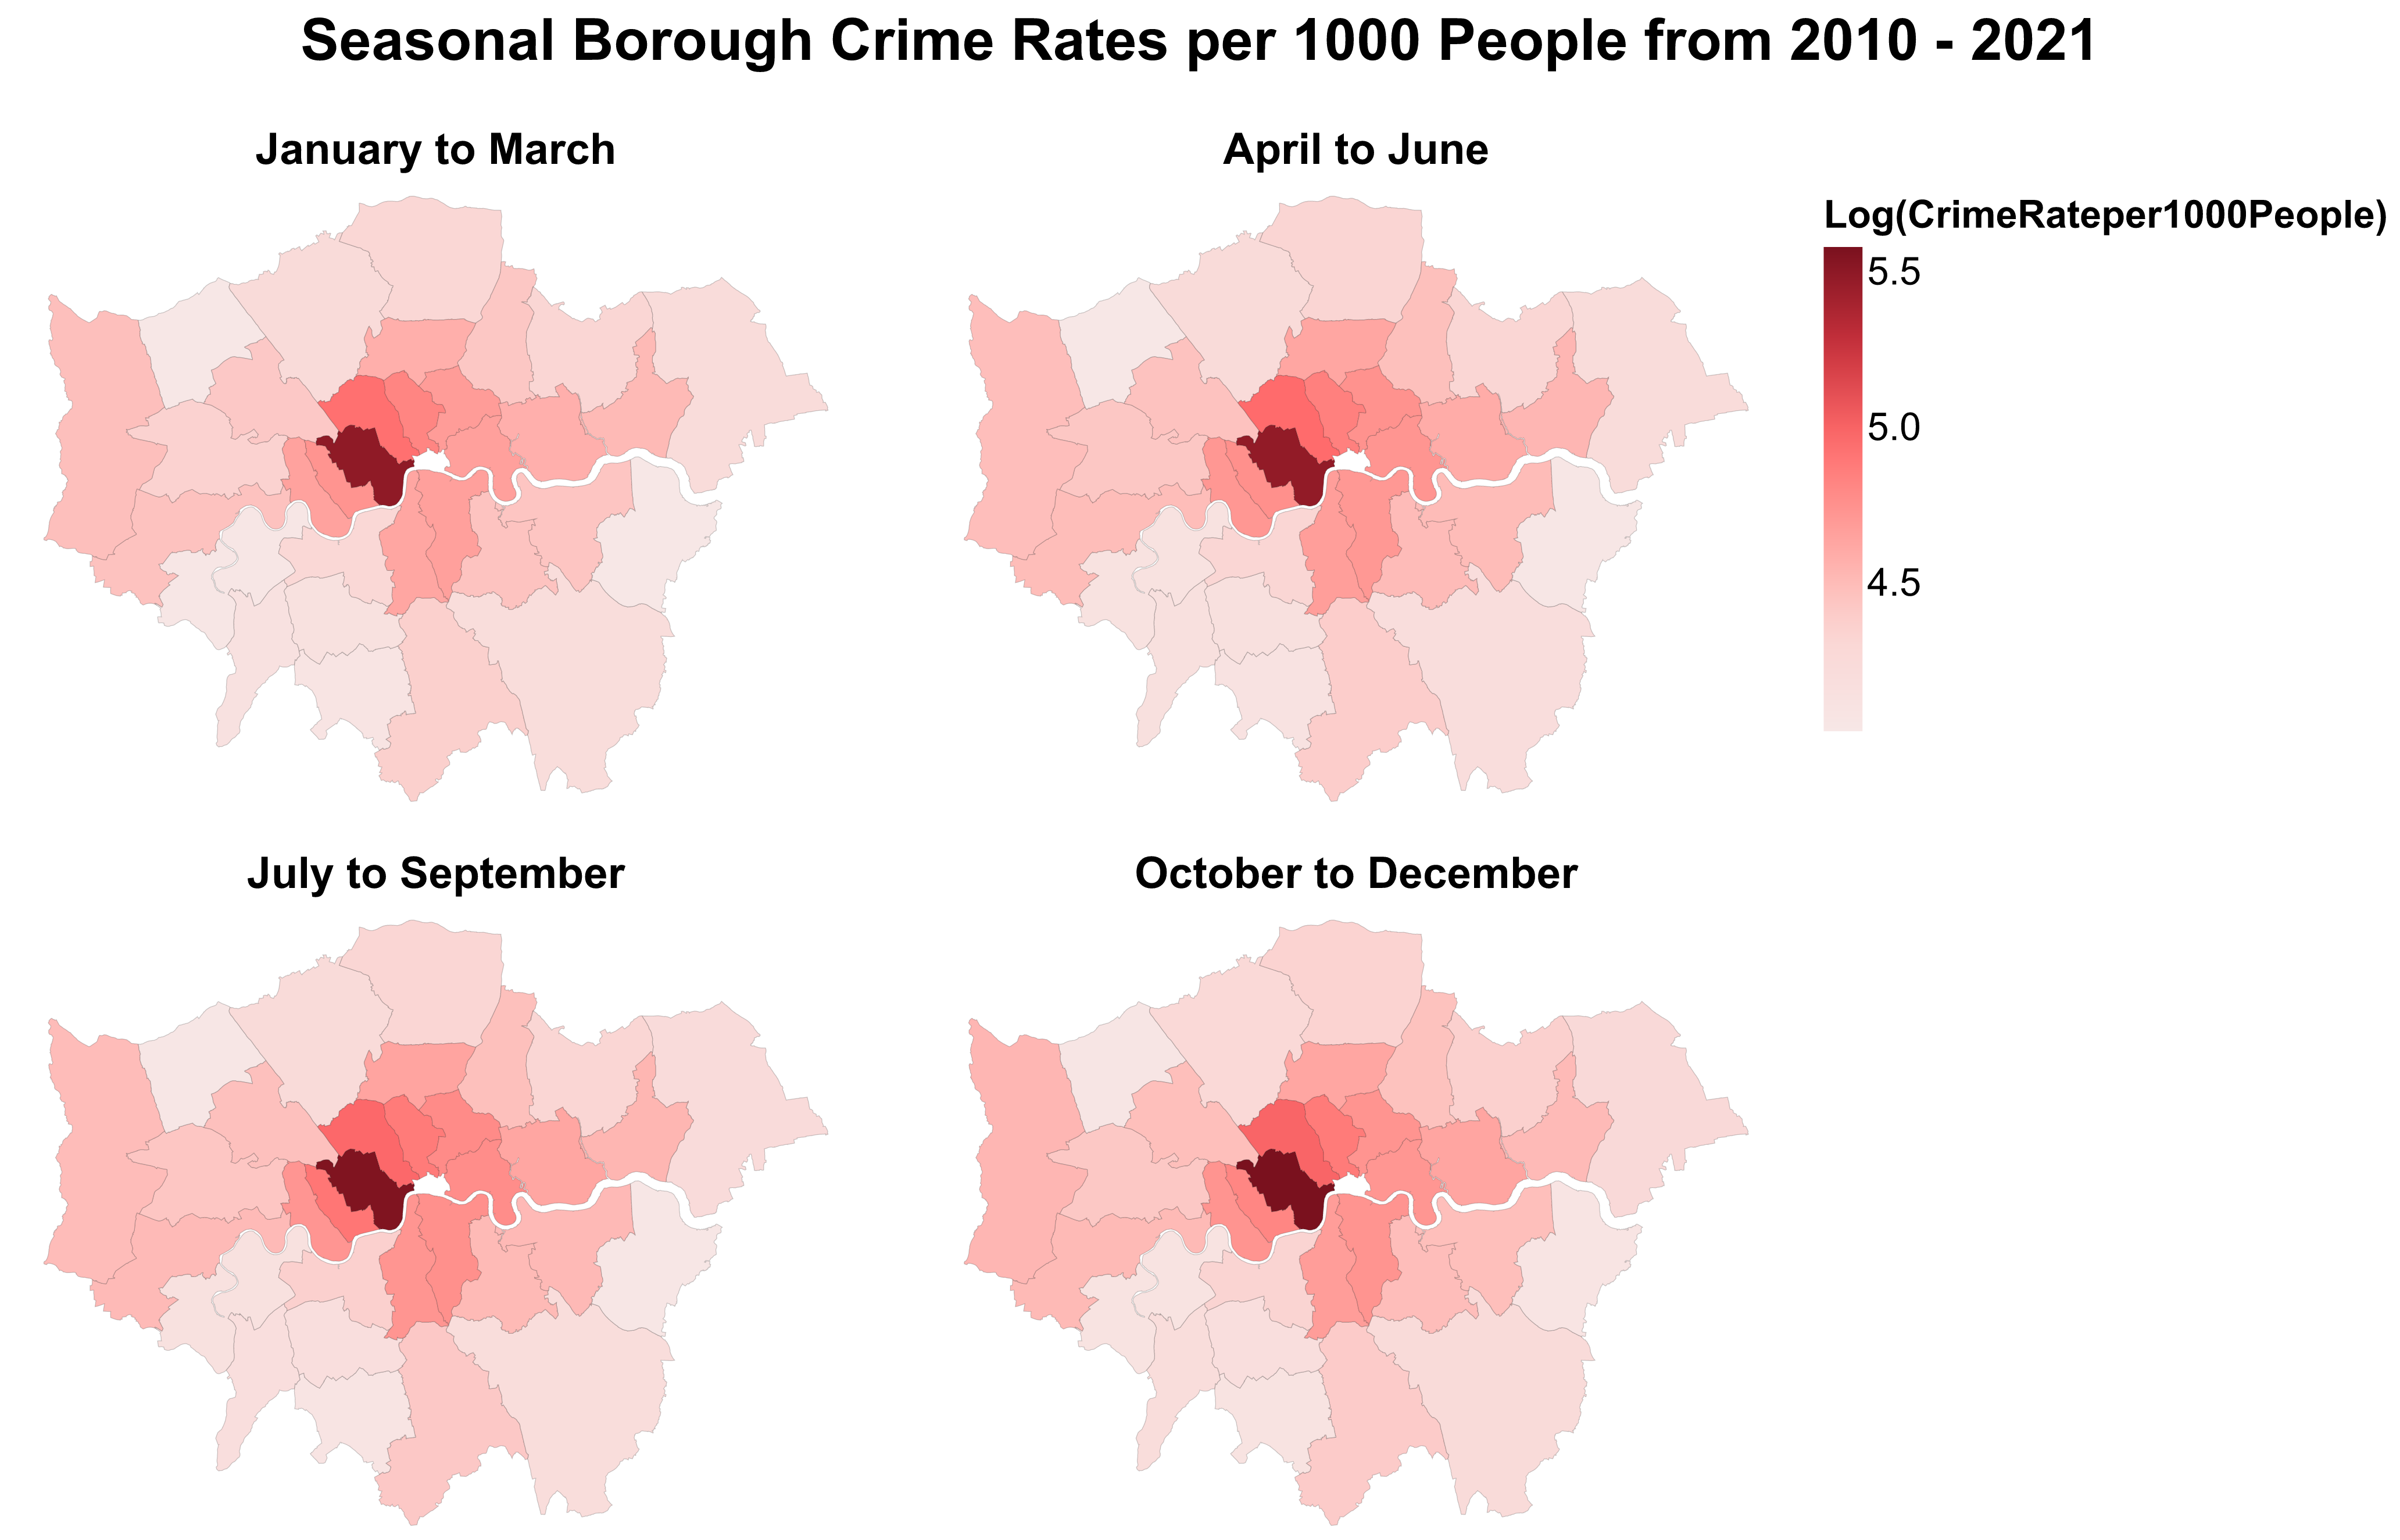 Seasonal Borough Crime Rates per 1000 People from 2010 - 2021
January to March
April to June
Log(CrimeRateper1000People)
5.5
5.0
4.5
July to September
October to December